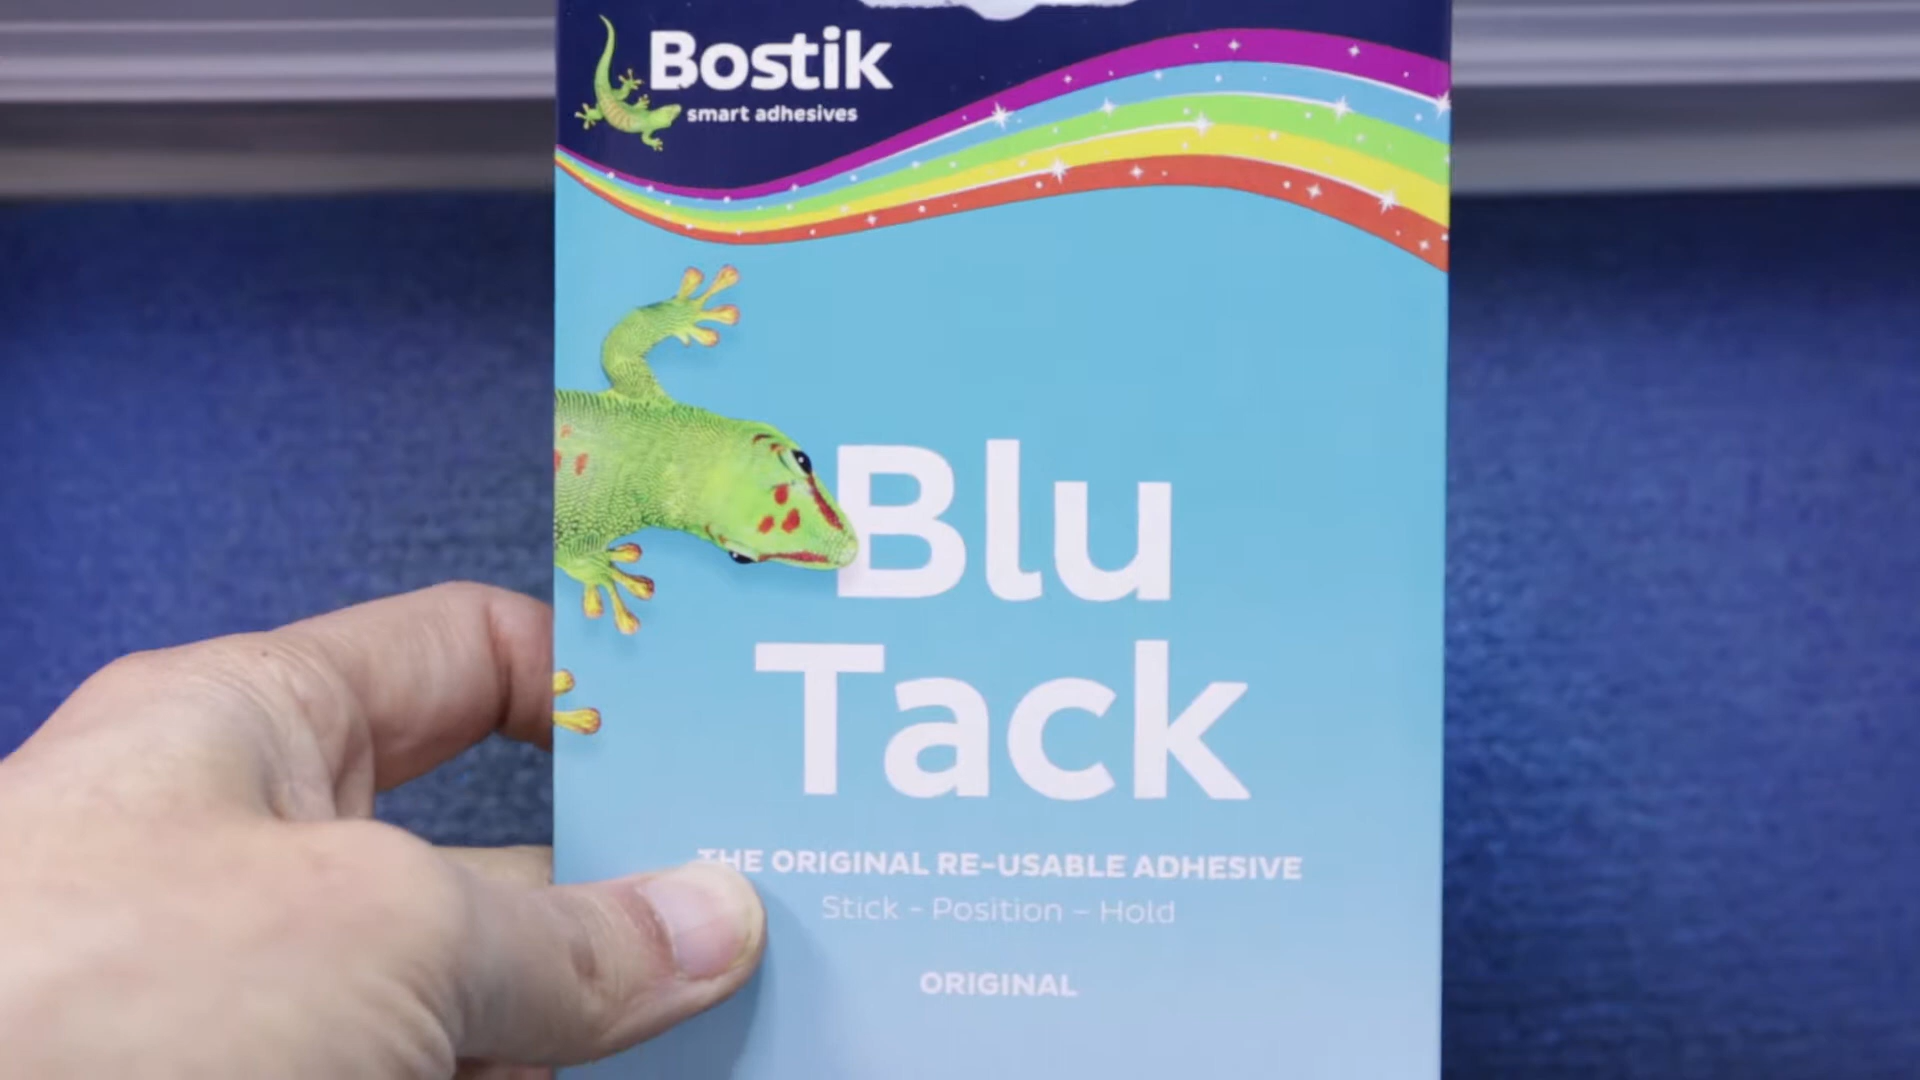 Bostik
smart adhesives
Blu
Tack
THE ORIGINAL RE-USABLE ADHESIVE
Stick - Position - Hold
ORIGINAL